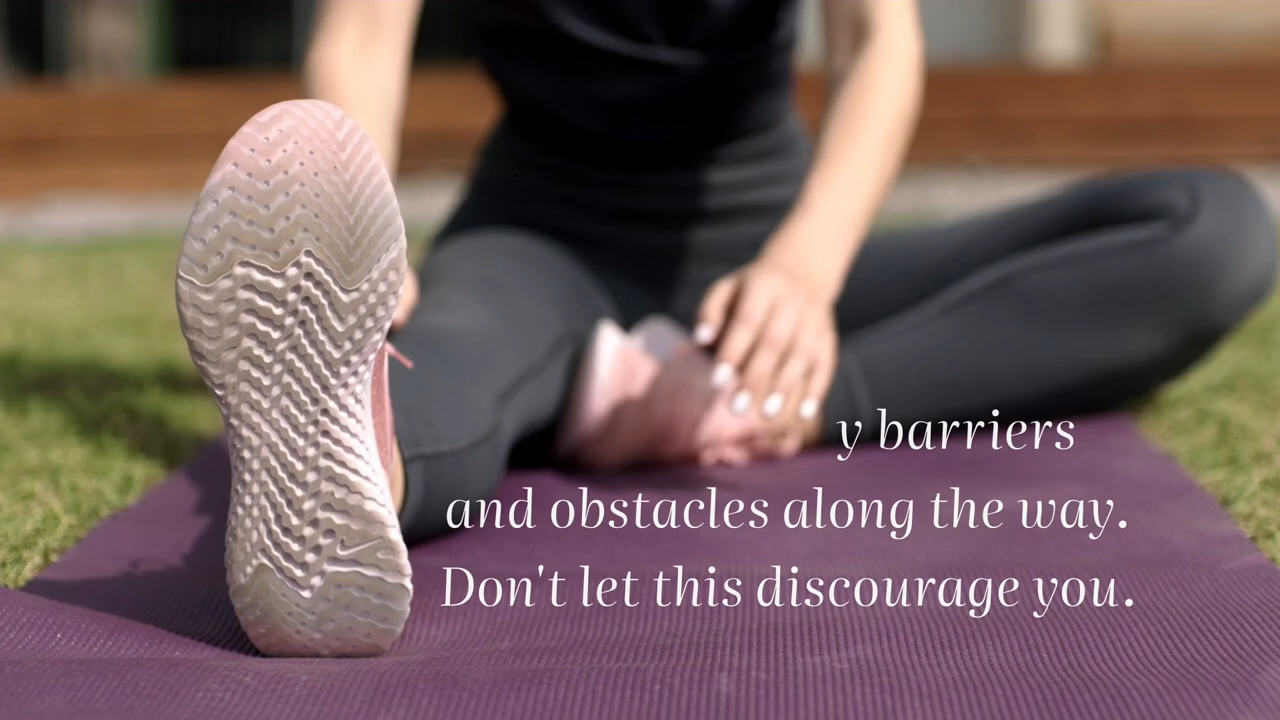 y barriers
and obstacles along the way.
Don't let this discourage you.